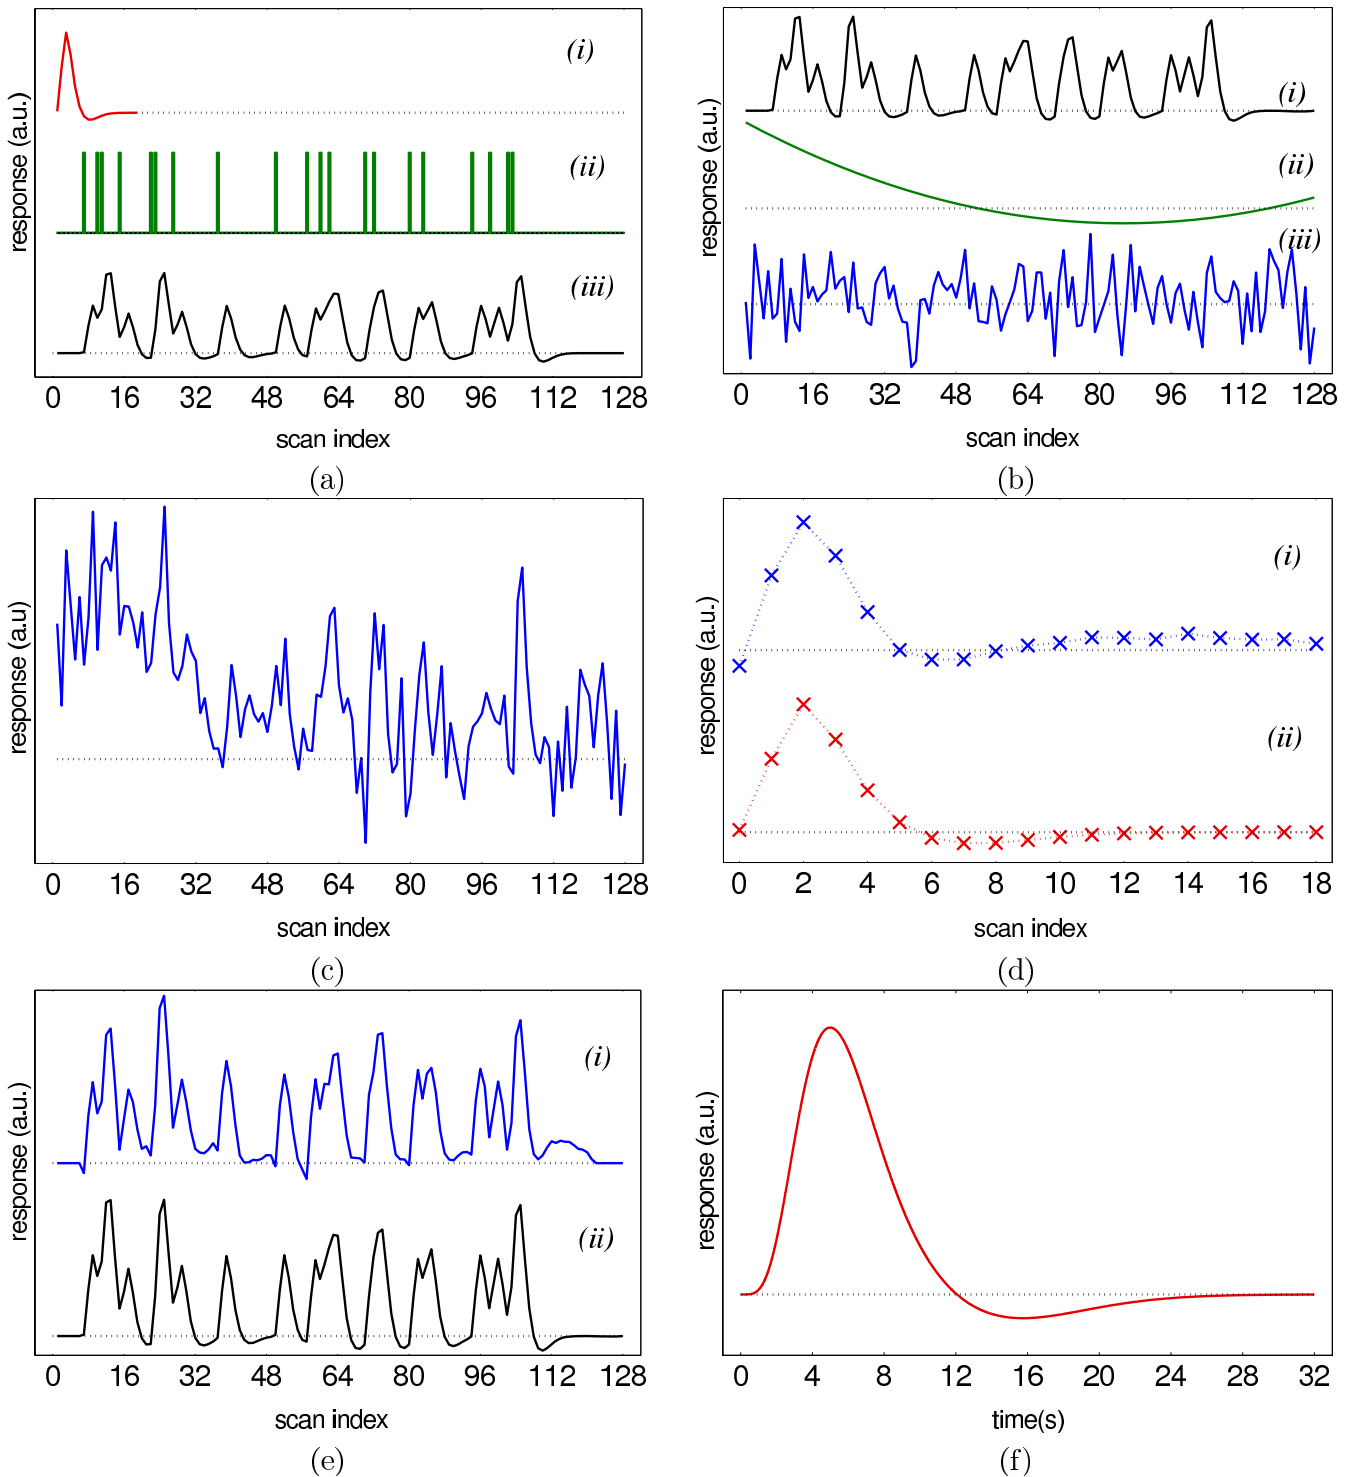 response (a.u.)
(i)
(ii)
(iii)
0 16 32 48 64 80 96 112 128
scan index
(a)
response (a.u.)
(i)
(ii)
(iii)
0 16 32 48 64 80 96 112 128
scan index
(b)
response (a.u)
0 16 32 48 64 80 96 112 128
scan index
(c)
response (a.u.)
(i)
(ii)
0 2 4 6 8 10 12 14 16 18
scan index
(d)
response (a.u.)
(i)
(ii)
0 16 32 48 64 80 96 112 128
scan index
(e)
response (a.u.)
0 4 8 12 16 20 24 28 32
time(s)
(f)